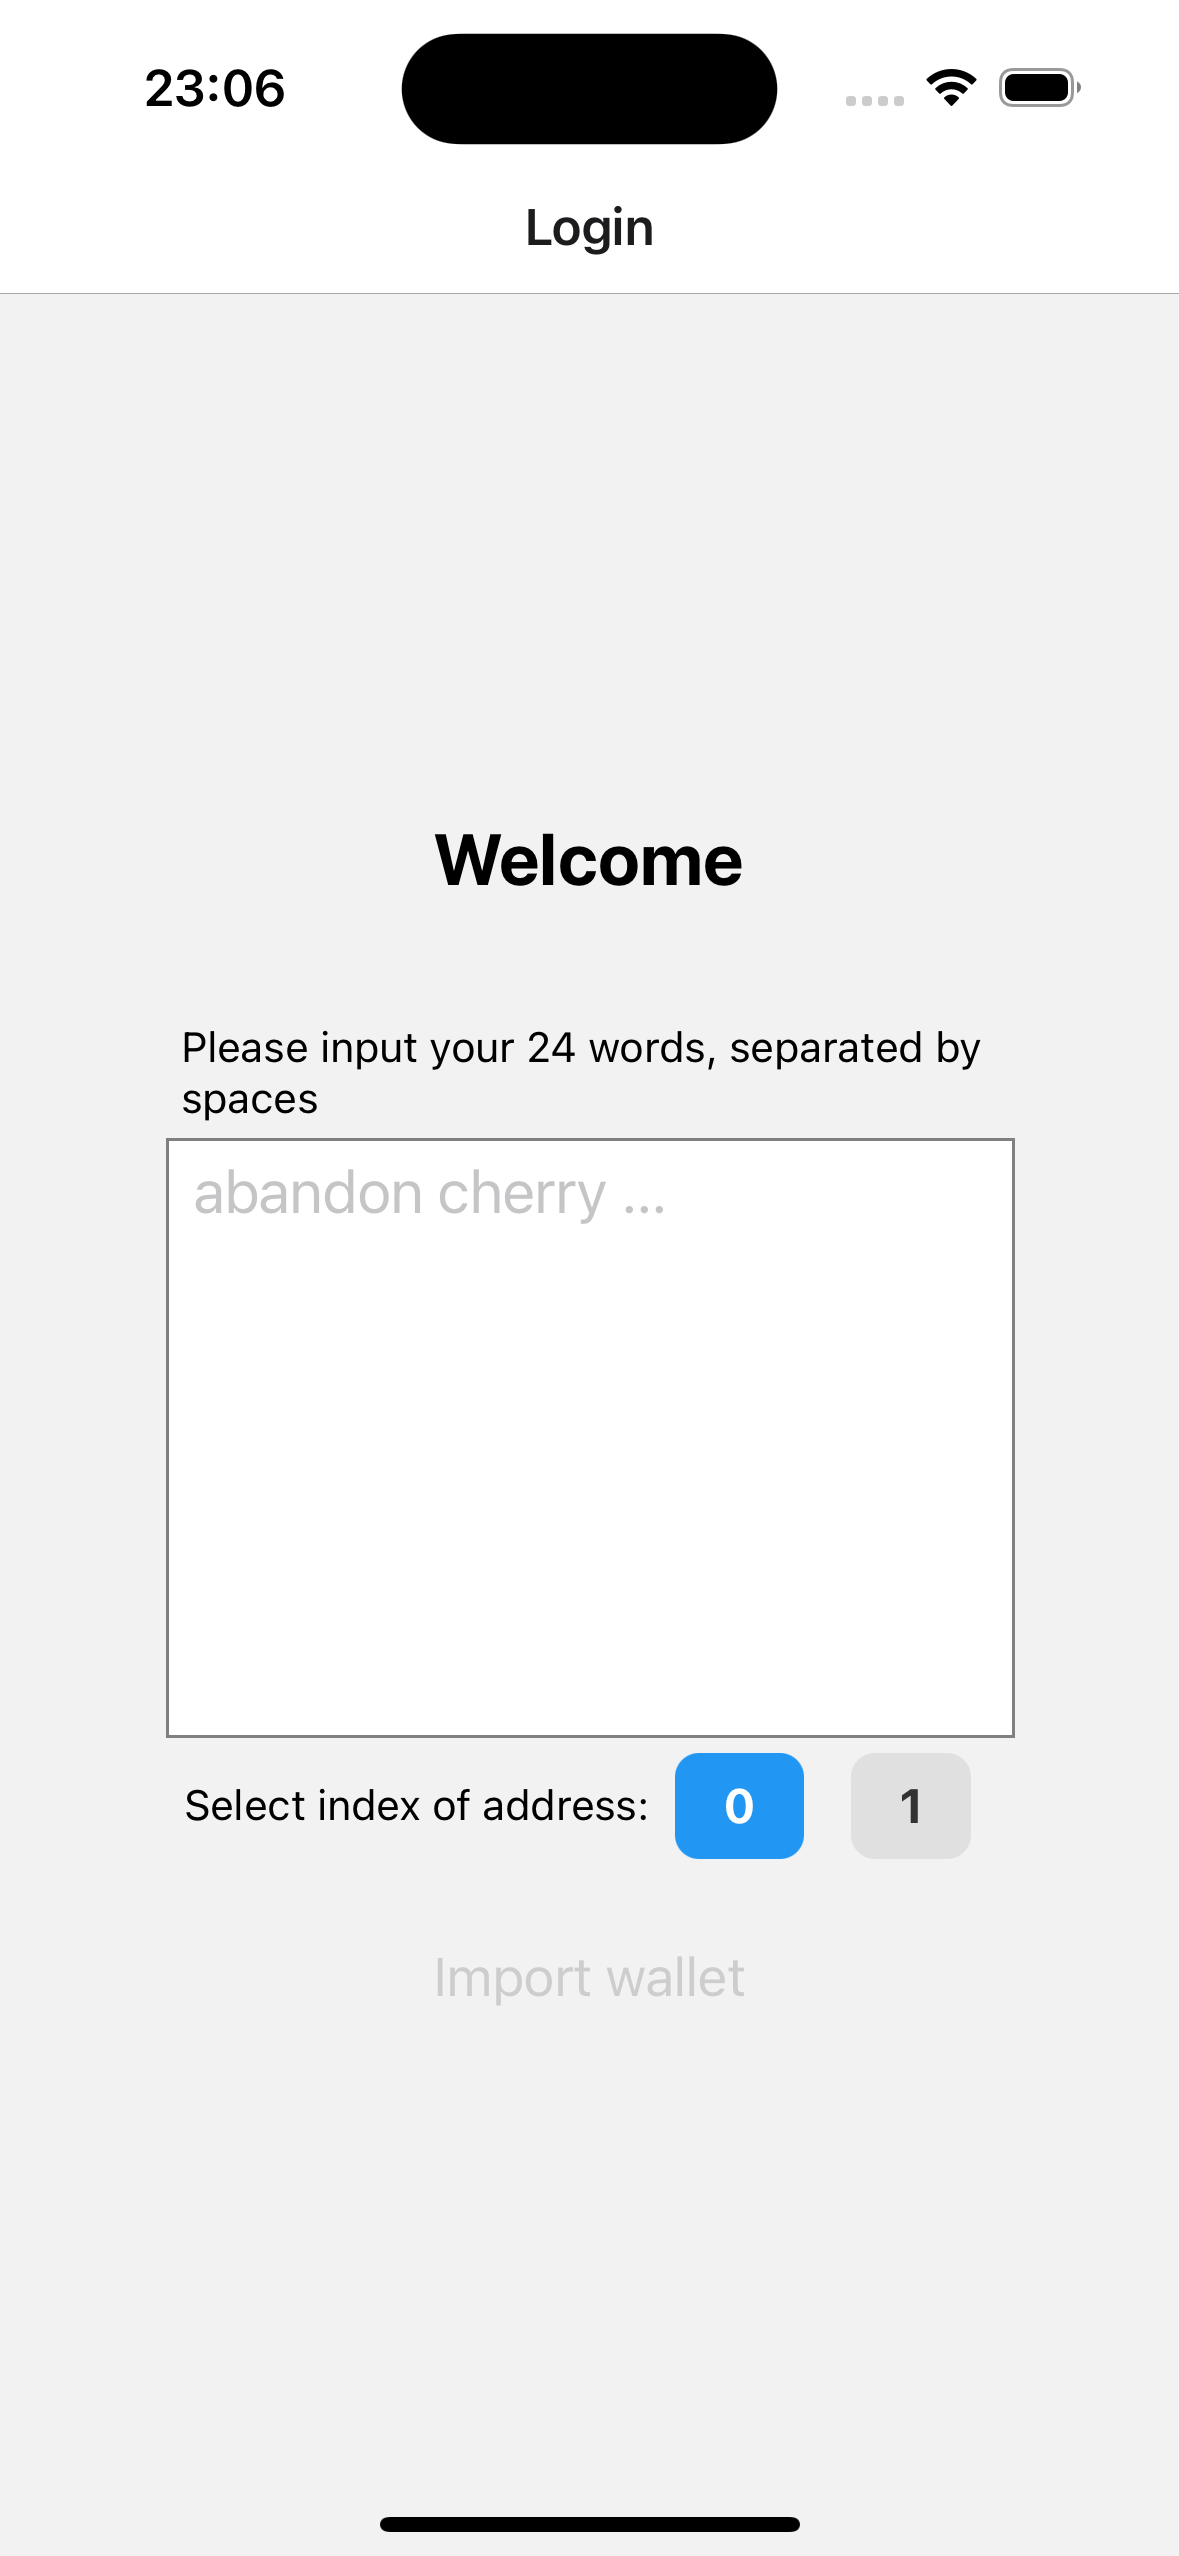 23:06
Login
Welcome
Please input your 24 words, separated by
spaces
abandon cherry ...
Select index of address: 0 1
Import wallet